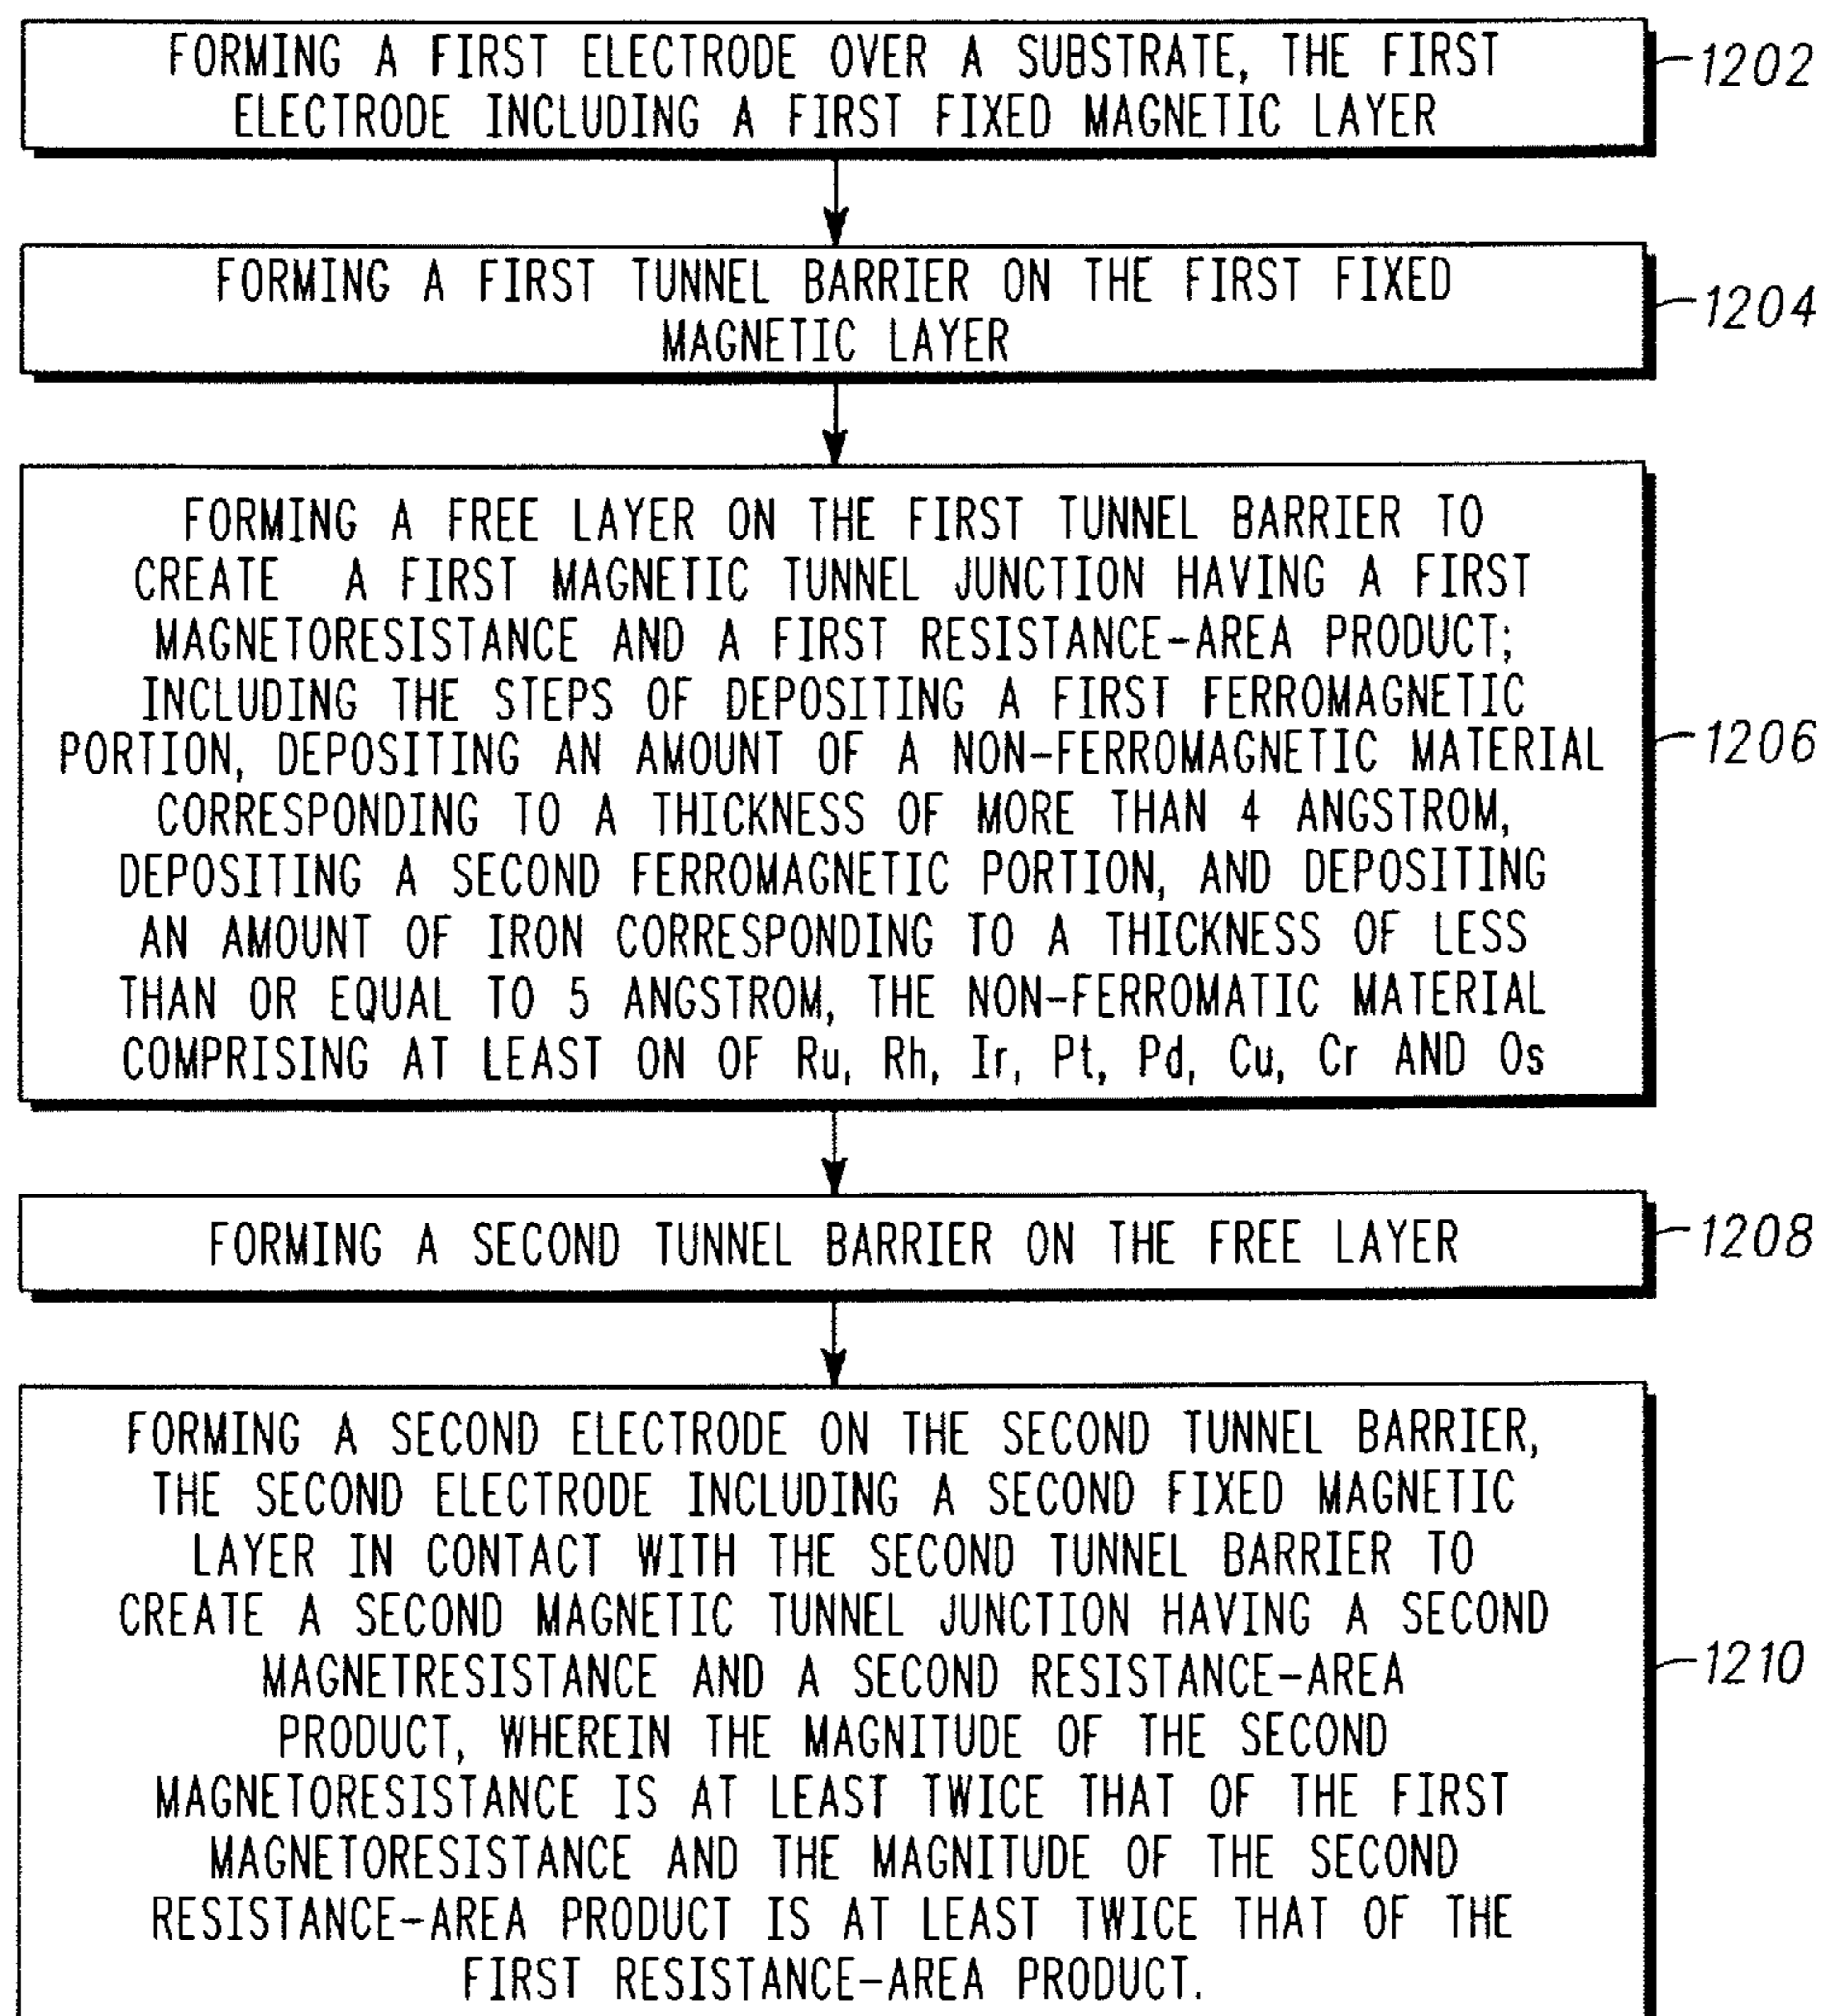 FORMING A FIRST ELECTRODE OVER A SUBSTRATE, THE FIRST
ELECTRODE INCLUDING A FIRST FIXED MAGNETIC LAYER
1202
FORMING A FIRST TUNNEL BARRIER ON THE FIRST FIXED
MAGNETIC LAYER
1204
FORMING A FREE LAYER ON THE FIRST TUNNEL BARRIER TO
CREATE A FIRST MAGNETIC TUNNEL JUNCTION HAVING A FIRST
MAGNETORESISTANCE AND A FIRST RESISTANCE-AREA PRODUCT;
INCLUDING THE STEPS OF DEPOSITING A FIRST FERROMAGNETIC
PORTION, DEPOSITING AN AMOUNT OF A NON-FERROMAGNETIC MATERIAL
CORRESPONDING TO A THICKNESS OF MORE THAN 4 ANGSTROM,
DEPOSITING A SECOND FERROMAGNETIC PORTION, AND DEPOSITING
AN AMOUNT OF IRON CORRESPONDING TO A THICKNESS OF LESS
THAN OR EQUAL TO 5 ANGSTROM, THE NON-FERROMATIC MATERIAL
COMPRISING AT LEAST ON OF Ru, Rh, Ir, Pt, Pd, Cu, Cr AND Os
1206
FORMING A SECOND TUNNEL BARRIER ON THE FREE LAYER
1208
FORMING A SECOND ELECTRODE ON THE SECOND TUNNEL BARRIER,
THE SECOND ELECTRODE INCLUDING A SECOND FIXED MAGNETIC
LAYER IN CONTACT WITH THE SECOND TUNNEL BARRIER TO
CREATE A SECOND MAGNETIC TUNNEL JUNCTION HAVING A SECOND
MAGNETRESISTANCE AND A SECOND RESISTANCE-AREA
PRODUCT, WHEREIN THE MAGNITUDE OF THE SECOND
MAGNETORESISTANCE IS AT LEAST TWICE THAT OF THE FIRST
MAGNETORESISTANCE AND THE MAGNITUDE OF THE SECOND
RESISTANCE-AREA PRODUCT IS AT LEAST TWICE THAT OF THE
FIRST RESISTANCE-AREA PRODUCT.
1210